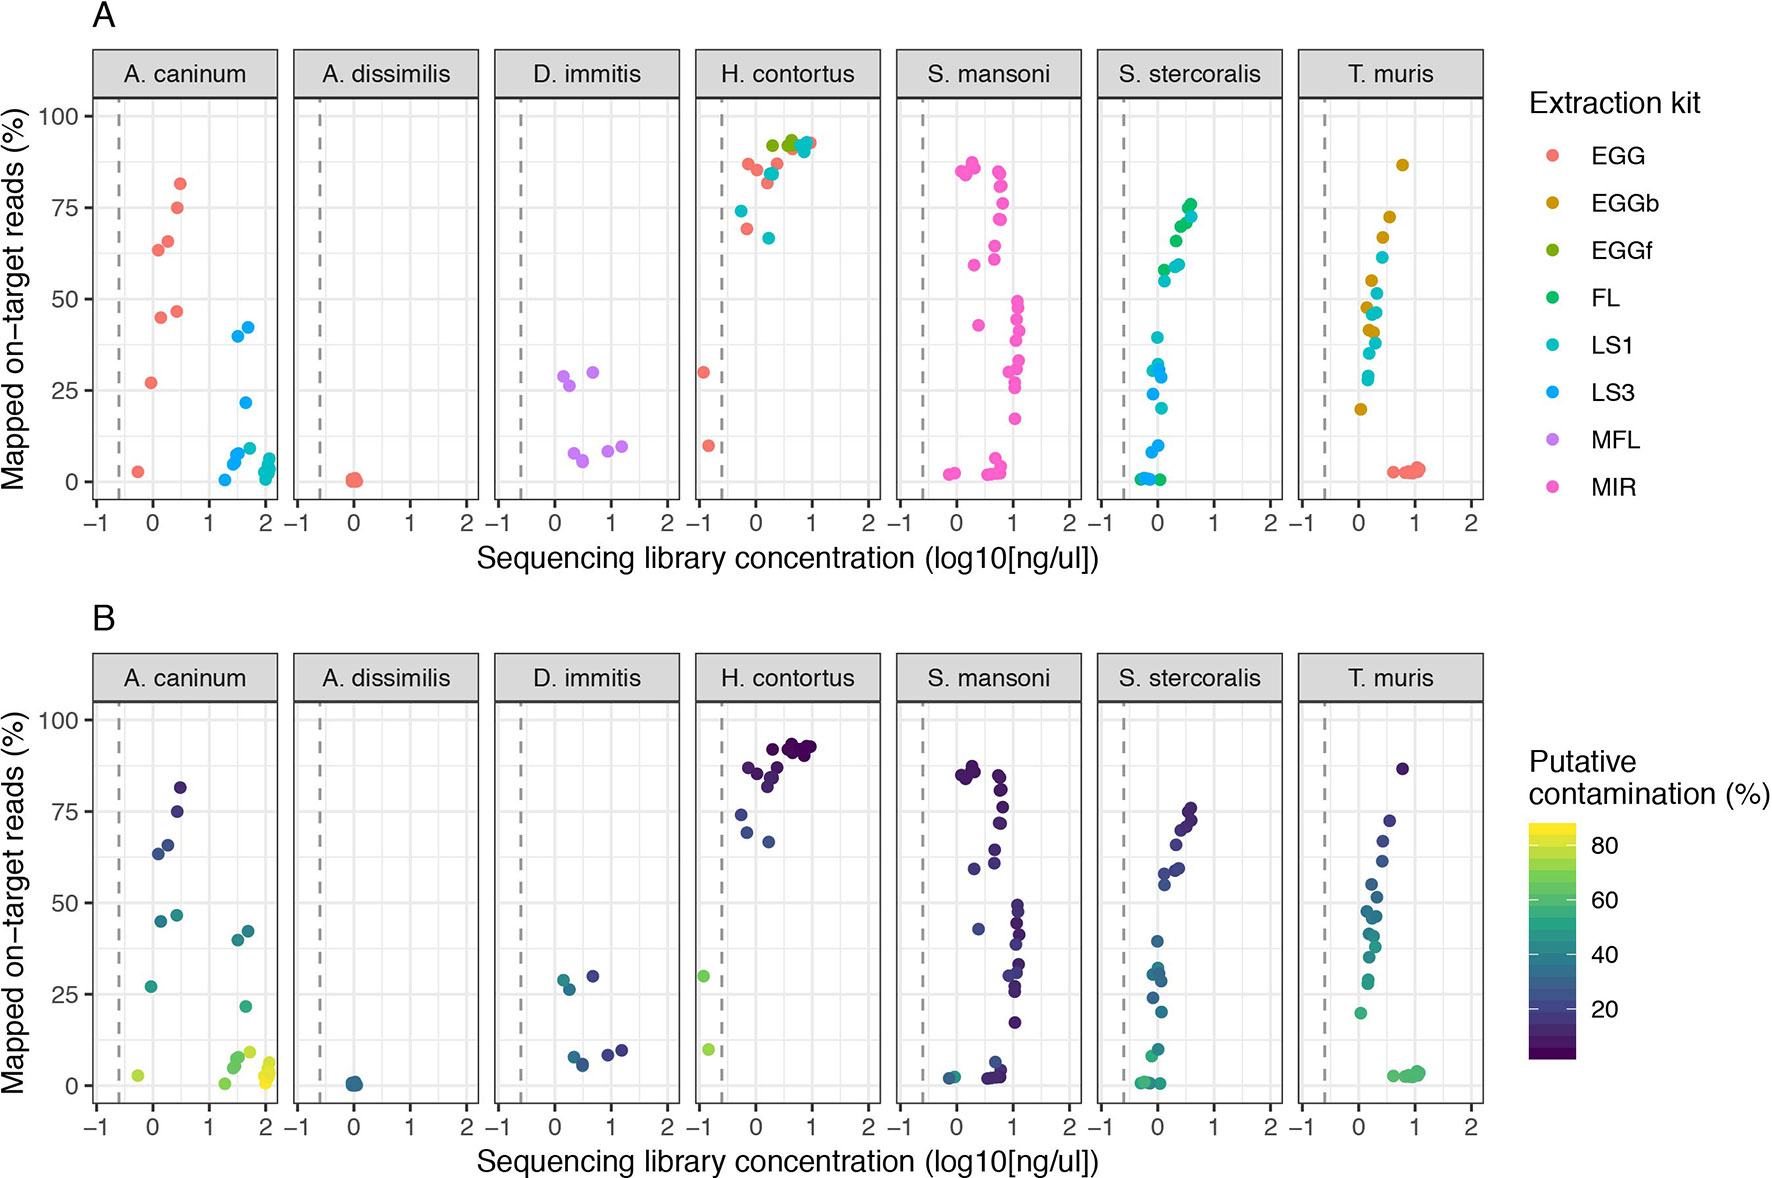 A
A. caninum A. dissimilis D. immitis H. contortus S. mansoni S. stercoralis T. muris
Mapped on−target reads (%)
100
75
50
25
0
−1 0 1 2 −1 0 1 2 −1 0 1 2 −1 0 1 2 −1 0 1 2 −1 0 1 2 −1 0 1 2
Sequencing library concentration (log10[ng/ul])
Extraction kit
EGG
EGGb
EGGf
FL
LS1
LS3
MFL
MIR
B
A. caninum A. dissimilis D. immitis H. contortus S. mansoni S. stercoralis T. muris
Mapped on−target reads (%)
100
75
50
25
0
−1 0 1 2 −1 0 1 2 −1 0 1 2 −1 0 1 2 −1 0 1 2 −1 0 1 2 −1 0 1 2
Sequencing library concentration (log10[ng/ul])
Putative
contamination (%)
80
60
40
20